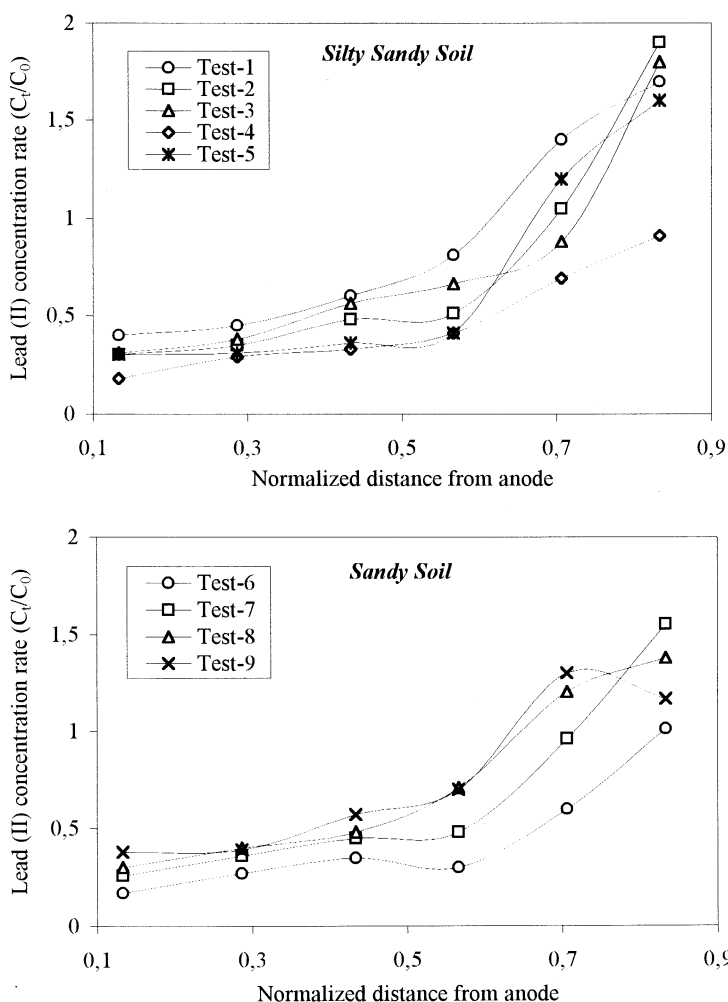 2
Silty Sandy Soil
Test-1
Test-2
Test-3
Test-4
Test-5
1,5
1
0,5
0
Lead (II) concentration rate (Cₜ/C₀)
0,1 0,3 0,5 0,7 0,9
Normalized distance from anode
2
Sandy Soil
Test-6
Test-7
Test-8
Test-9
1,5
1
0,5
0
Lead (II) concentration rate (Cₜ/C₀)
0,1 0,3 0,5 0,7 0,9
Normalized distance from anode